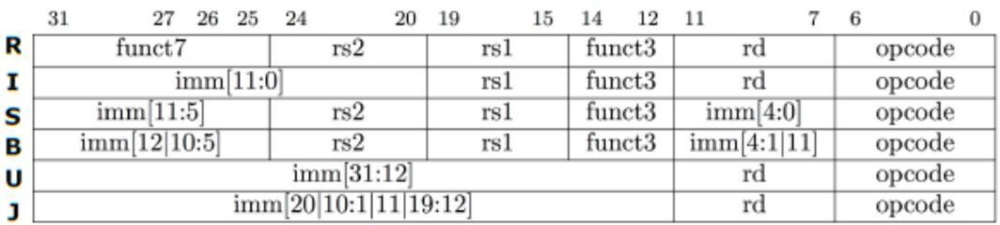 31 27 26 25 24 20 19 15 14 12 11 7 6 0
R funct7 rs2 rs1 funct3 rd opcode
I imm[11:0] rs1 funct3 rd opcode
S imm[11:5] rs2 rs1 funct3 imm[4:0] opcode
B imm[12|10:5] rs2 rs1 funct3 imm[4:1|11] opcode
U imm[31:12] rd opcode
J imm[20|10:1|11|19:12] rd opcode